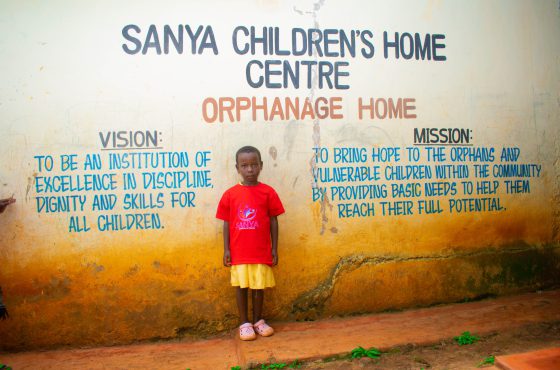 SANYA CHILDREN'S HOME
CENTRE
ORPHANAGE HOME
VISION:
TO BE AN INSTITUTION OF
EXCELLENCE IN DISCIPLINE,
DIGNITY AND SKILLS FOR
ALL CHILDREN.
MISSION:
TO BRING HOPE TO THE ORPHANS AND
VULNERABLE CHILDREN WITHIN THE COMMUNITY
BY PROVIDING BASIC NEEDS TO HELP THEM
REACH THEIR FULL POTENTIAL.
SANYA